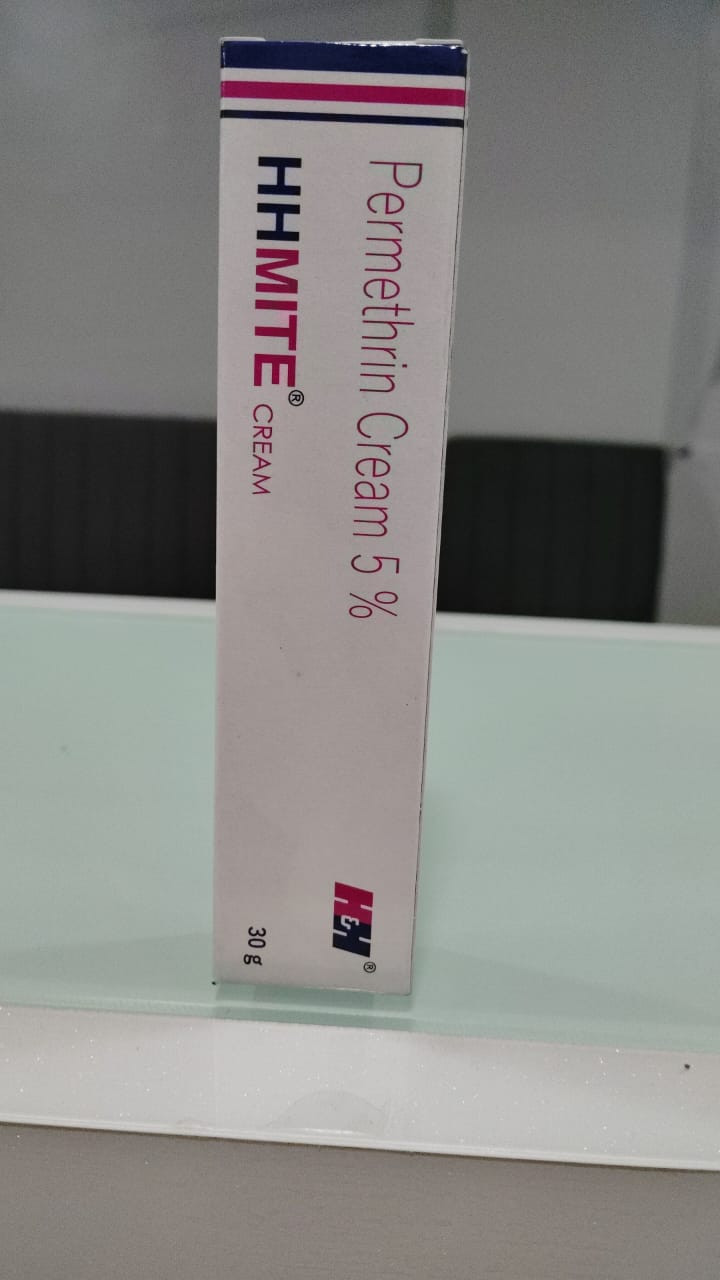 Permethrin Cream 5 %
HHMITE® CREAM
H&H®
30 g